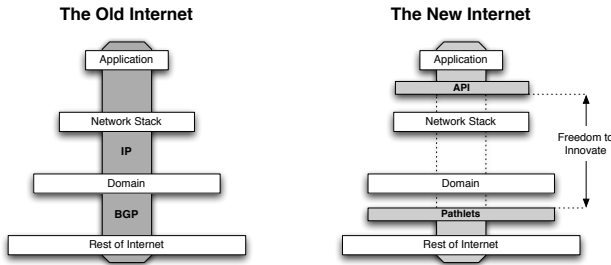 The Old Internet
Application
Network Stack
IP
Domain
BGP
Rest of Internet
The New Internet
Application
API
Network Stack
Freedom to
Innovate
Domain
Pathlets
Rest of Internet